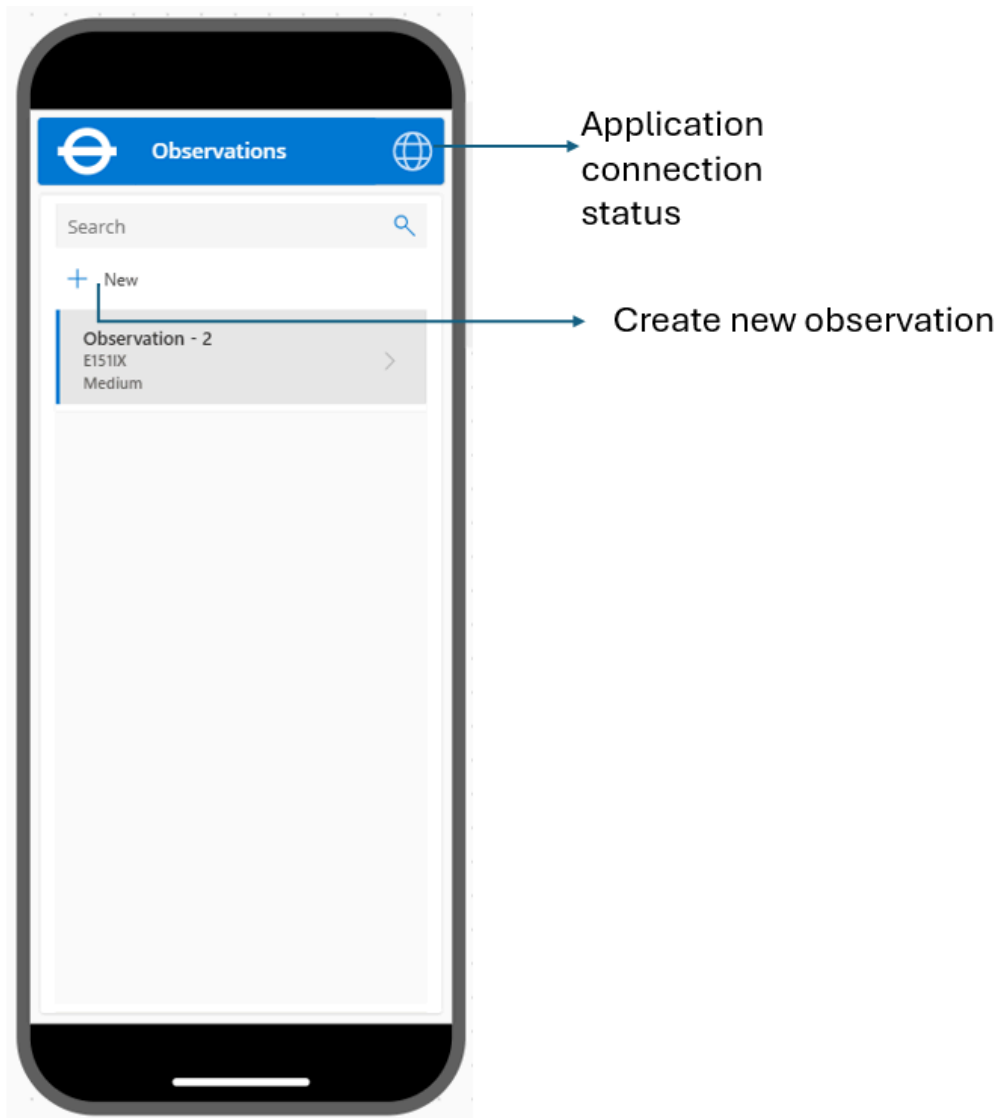 Observations
Application
connection
status
Search
New
Create new observation
Observation - 2
E151IX
Medium